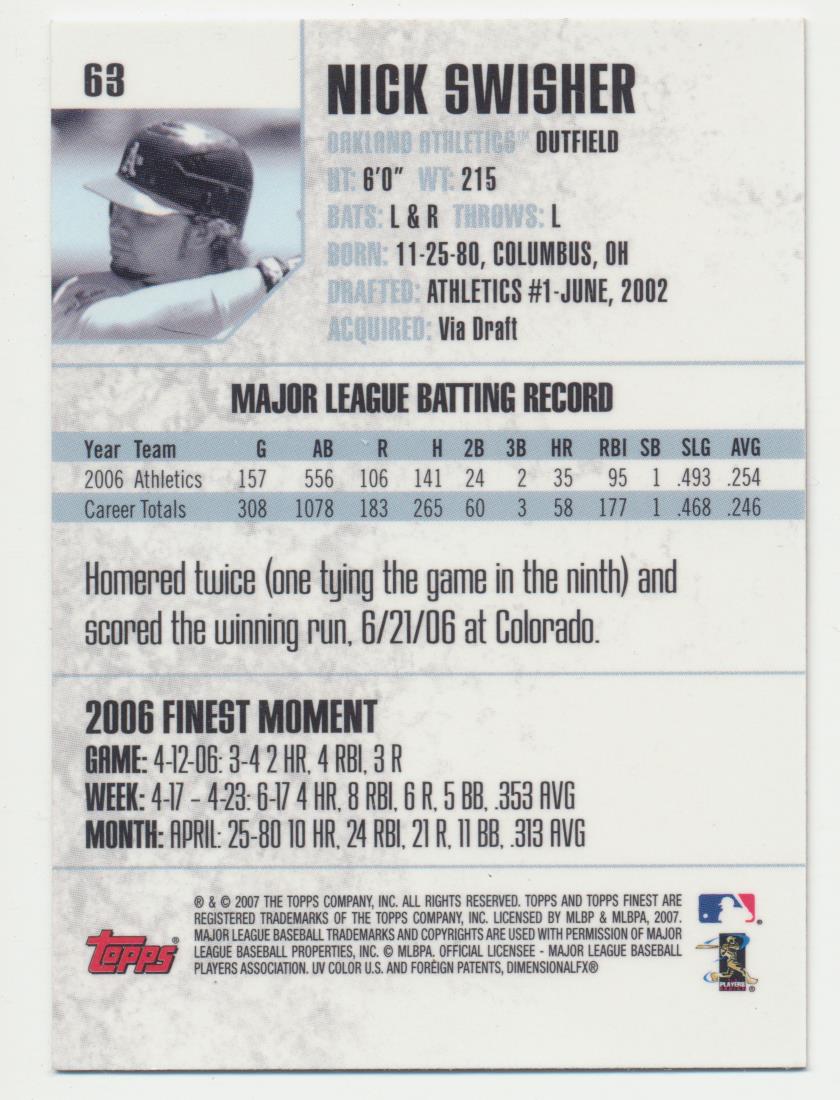 63
NICK SWISHER
OAKLAND ATHLETICS™ OUTFIELD
HT: 6'0" WT: 215
BATS: L & R THROWS: L
BORN: 11-25-80, COLUMBUS, OH
DRAFTED: ATHLETICS #1-JUNE, 2002
ACQUIRED: Via Draft
MAJOR LEAGUE BATTING RECORD
Year Team G AB R H 2B 3B HR RBI SB SLG AVG
2006 Athletics 157 556 106 141 24 2 35 95 1 .493 .254
Career Totals 308 1078 183 265 60 3 58 177 1 .468 .246
Homered twice (one tying the game in the ninth) and
scored the winning run, 6/21/06 at Colorado.
2006 FINEST MOMENT
GAME: 4-12-06: 3-4 2 HR, 4 RBI, 3 R
WEEK: 4-17 – 4-23: 6-17 4 HR, 8 RBI, 6 R, 5 BB, .353 AVG
MONTH: APRIL: 25-80 10 HR, 24 RBI, 21 R, 11 BB, .313 AVG
® & © 2007 THE TOPPS COMPANY, INC. ALL RIGHTS RESERVED. TOPPS AND TOPPS FINEST ARE
REGISTERED TRADEMARKS OF THE TOPPS COMPANY, INC. LICENSED BY MLBP & MLBPA, 2007.
MAJOR LEAGUE BASEBALL TRADEMARKS AND COPYRIGHTS ARE USED WITH PERMISSION OF MAJOR
LEAGUE BASEBALL PROPERTIES, INC. © MLBPA. OFFICIAL LICENSEE - MAJOR LEAGUE BASEBALL
PLAYERS ASSOCIATION. UV COLOR U.S. AND FOREIGN PATENTS, DIMENSIONALFX®
Topps®
PLAYERS